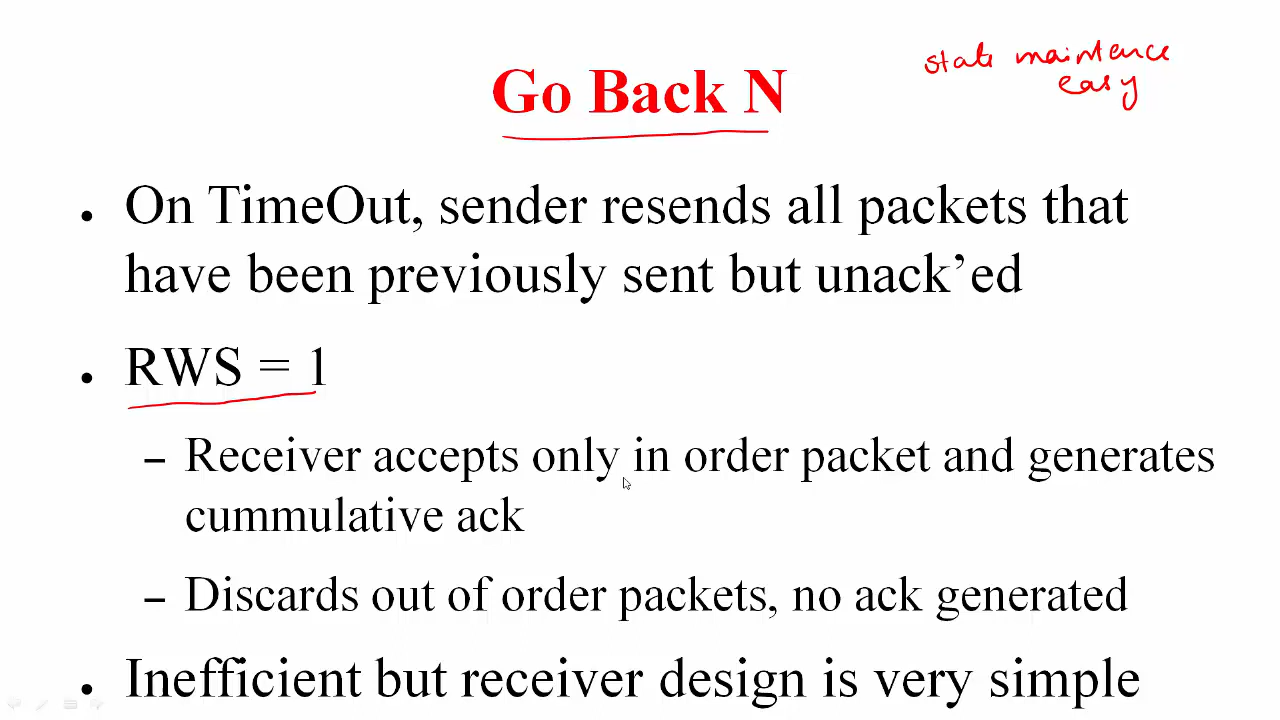 state maintence
easy
Go Back N
• On TimeOut, sender resends all packets that
have been previously sent but unack’ed
• RWS = 1
– Receiver accepts only in order packet and generates
cummulative ack
– Discards out of order packets, no ack generated
• Inefficient but receiver design is very simple